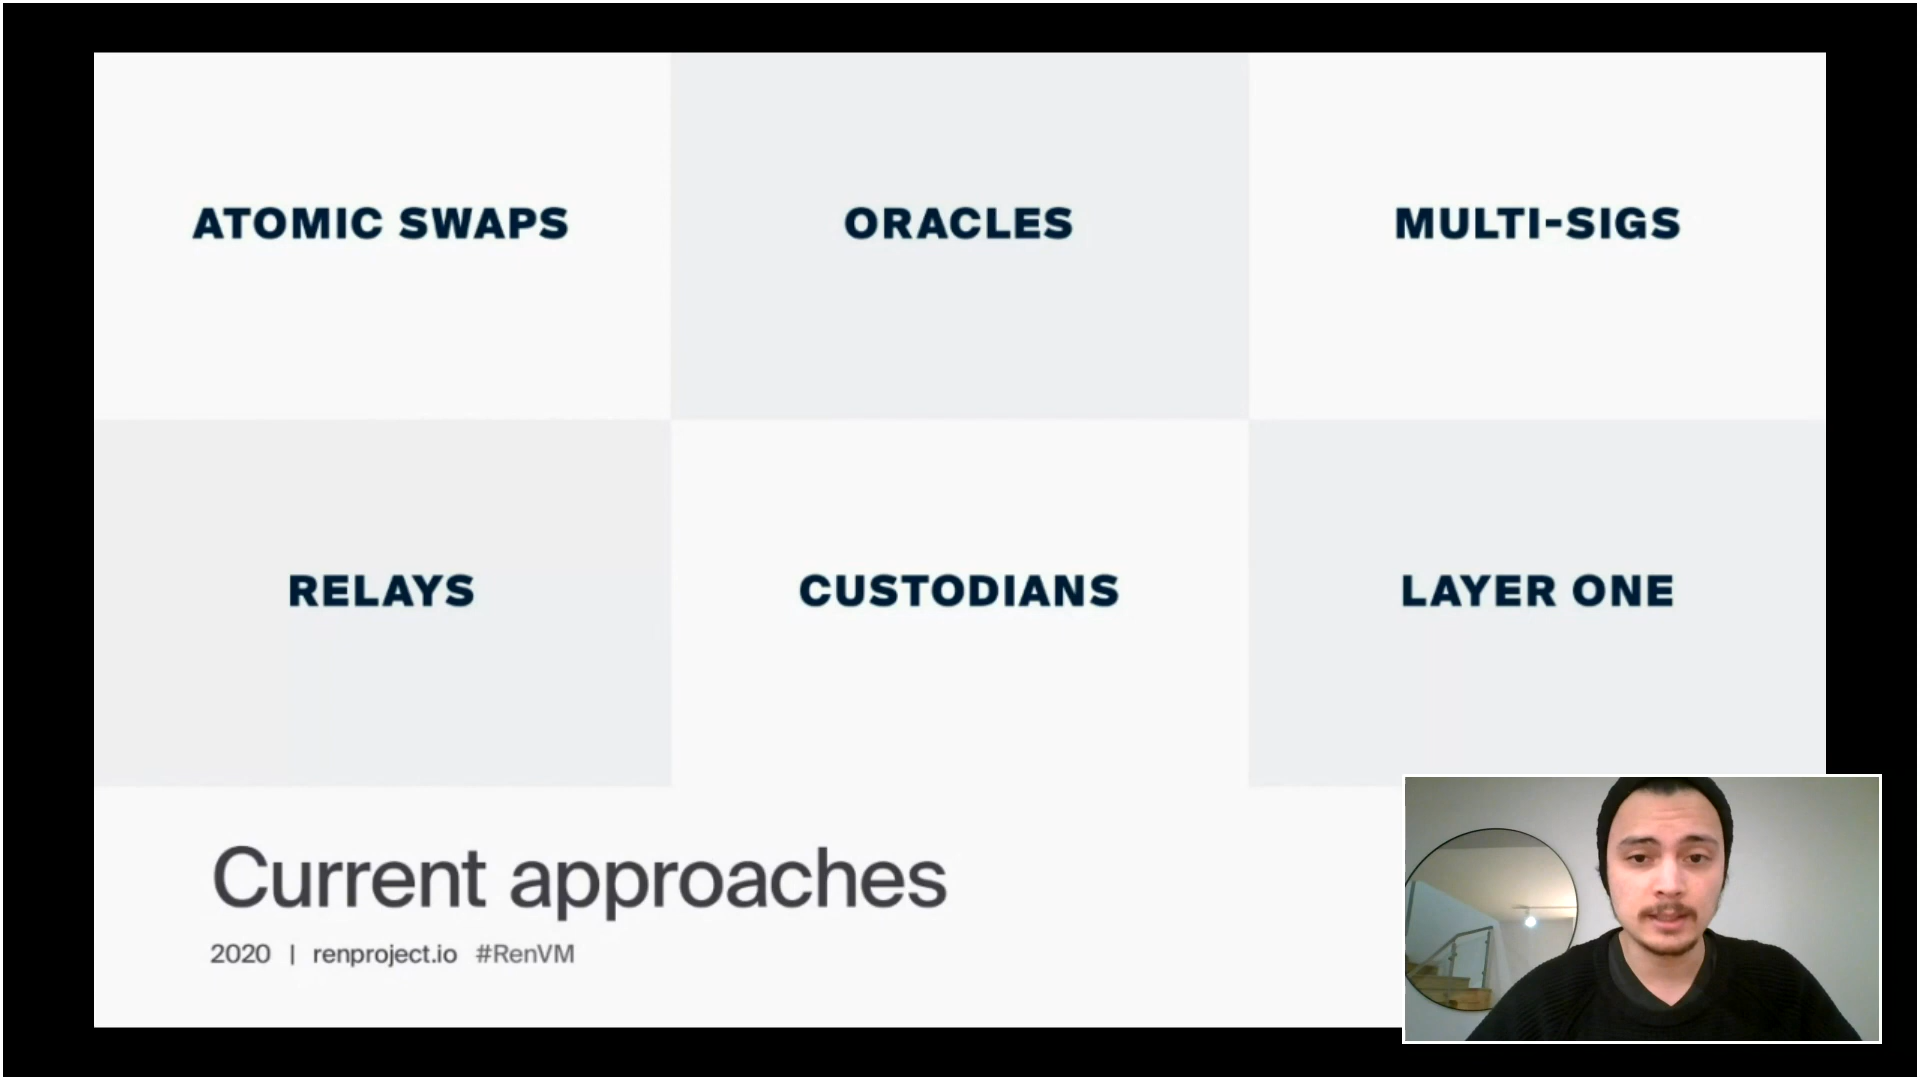 ATOMIC SWAPS
ORACLES
MULTI-SIGS
RELAYS
CUSTODIANS
LAYER ONE
Current approaches
2020 | renproject.io #RenVM